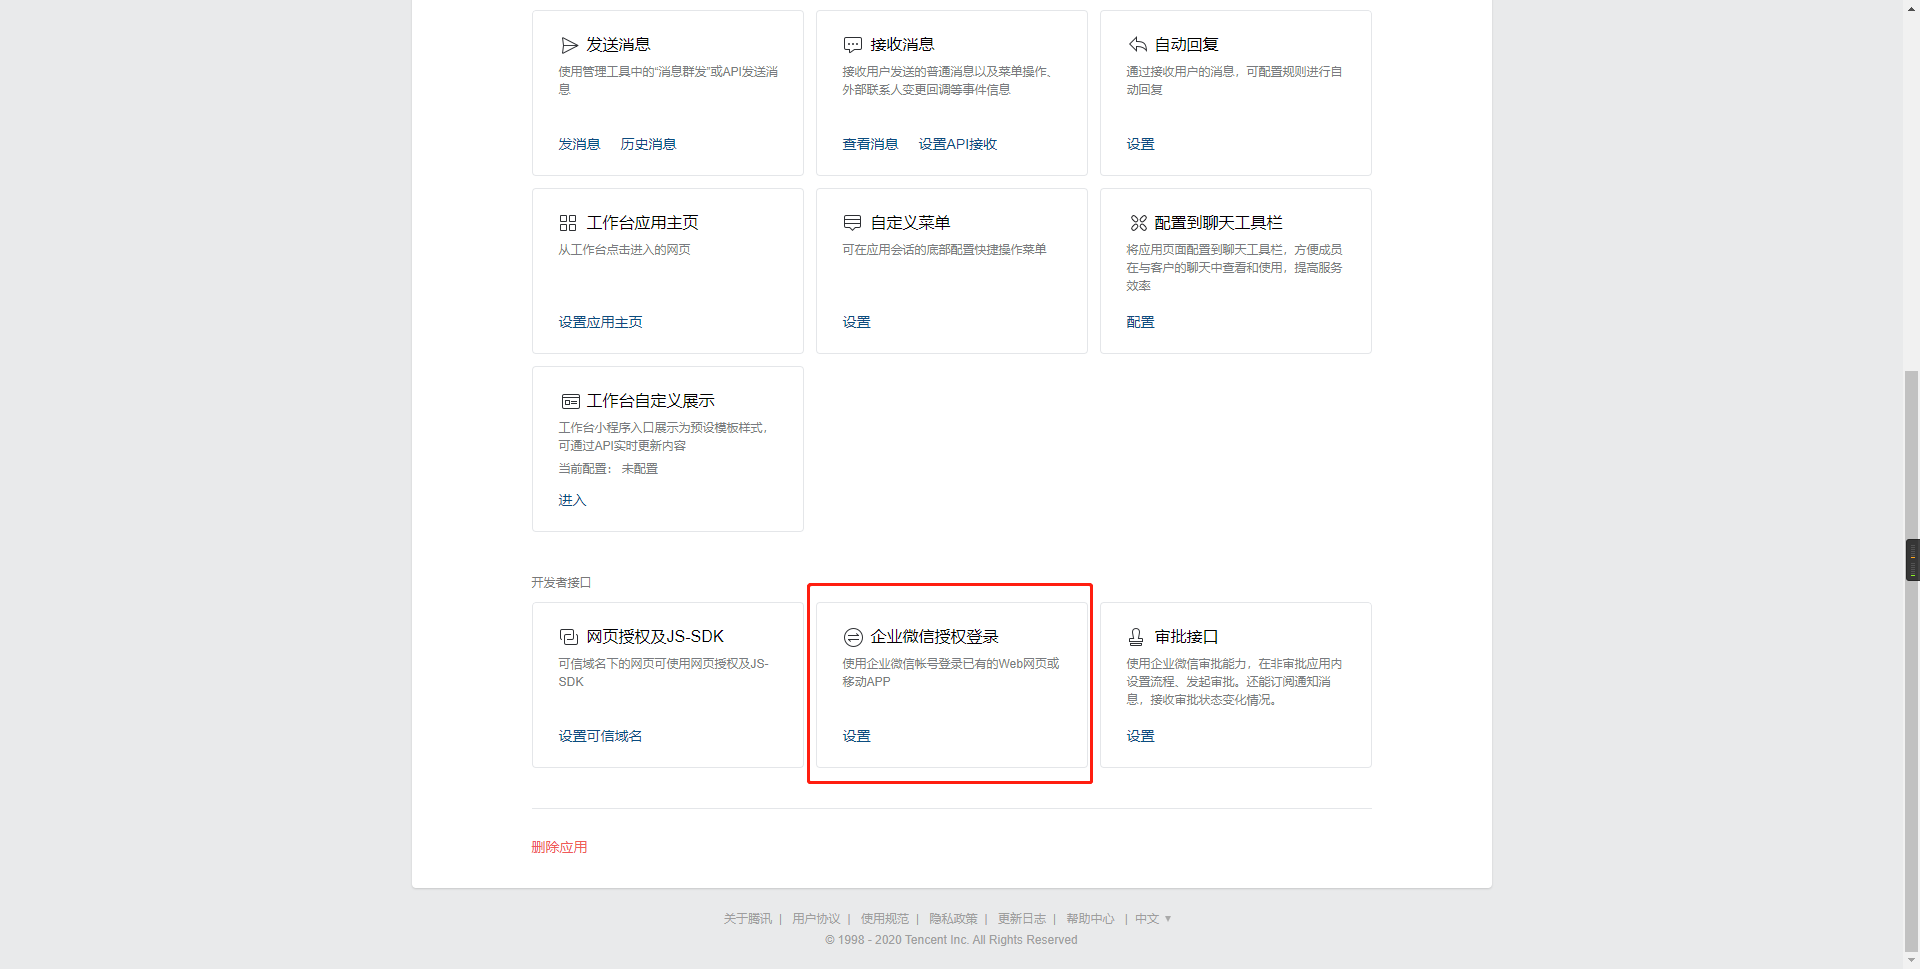 发送消息
使用管理工具中的“消息群发”或API发送消
息
发消息 历史消息
接收消息
接收用户发送的普通消息以及菜单操作、
外部联系人变更回调等事件信息
查看消息 设置API接收
自动回复
通过接收用户的消息，可配置规则进行自
动回复
设置
工作台应用主页
从工作台点击进入的网页
设置应用主页
自定义菜单
可在应用会话的底部配置快捷操作菜单
设置
配置到聊天工具栏
将应用页面配置到聊天工具栏，方便成员
在与客户的聊天中查看和使用，提高服务
效率
配置
工作台自定义展示
工作台小程序入口展示为预设模板样式，
可通过API实时更新内容
当前配置： 未配置
进入
开发者接口
网页授权及JS-SDK
可信域名下的网页可使用网页授权及JS-
SDK
设置可信域名
企业微信授权登录
使用企业微信帐号登录已有的Web网页或
移动APP
设置
审批接口
使用企业微信审批能力，在非审批应用内
设置流程、发起审批。还能订阅通知消
息，接收审批状态变化情况。
设置
删除应用
关于腾讯 | 用户协议 | 使用规范 | 隐私政策 | 更新日志 | 帮助中心 | 中文
© 1998 - 2020 Tencent Inc. All Rights Reserved